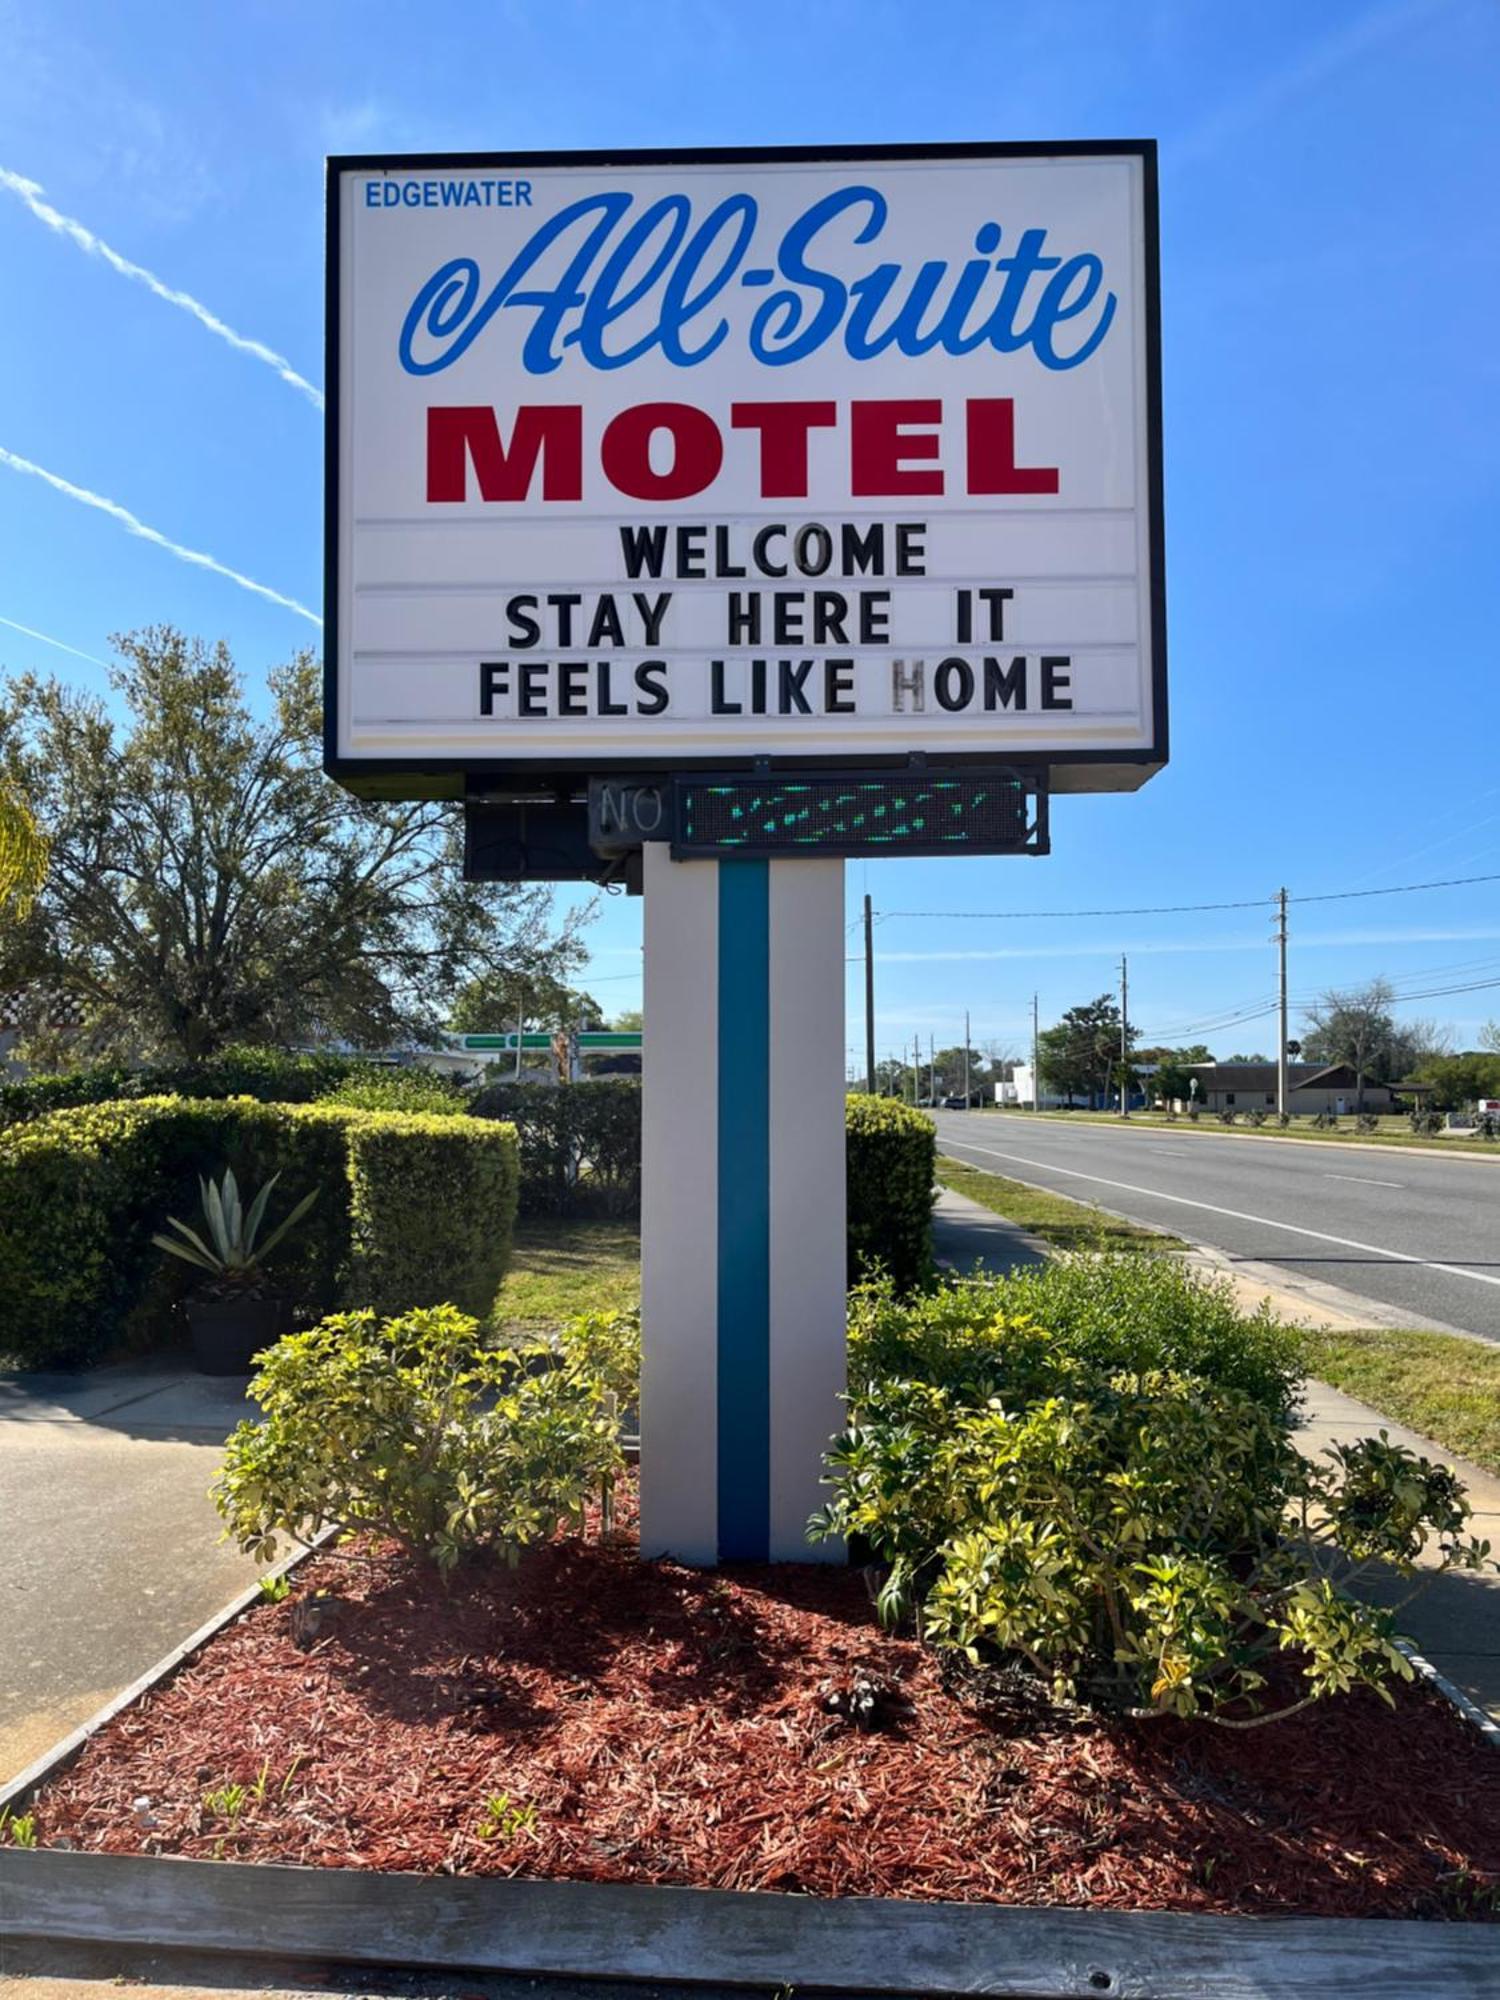 EDGEWATER
All-Suite
MOTEL
WELCOME
STAY HERE IT
FEELS LIKE HOME
NO